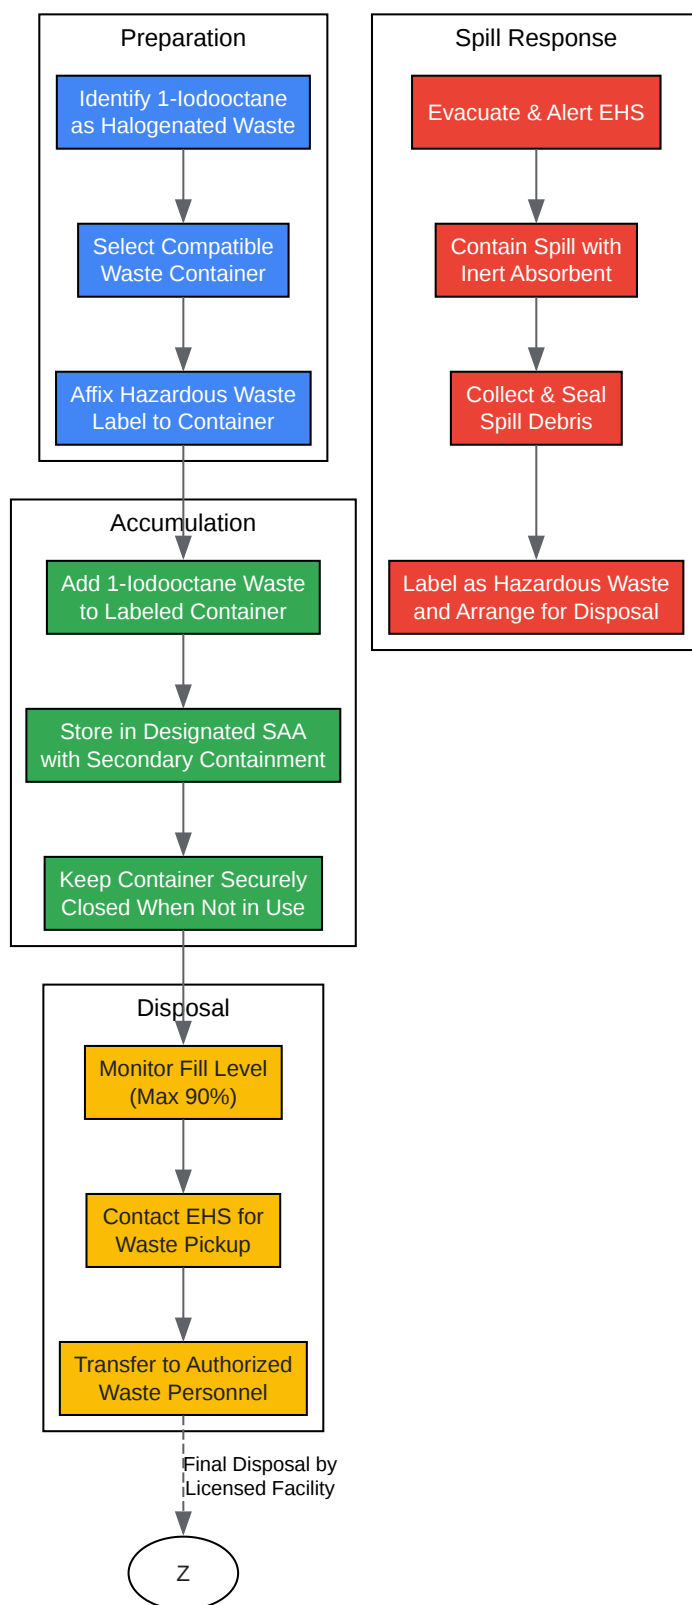 Preparation
Identify 1-Iodooctane
as Halogenated Waste
Select Compatible
Waste Container
Affix Hazardous Waste
Label to Container
Accumulation
Add 1-Iodooctane Waste
to Labeled Container
Store in Designated SAA
with Secondary Containment
Keep Container Securely
Closed When Not in Use
Disposal
Monitor Fill Level
(Max 90%)
Contact EHS for
Waste Pickup
Transfer to Authorized
Waste Personnel
Final Disposal by
Licensed Facility
Z
Spill Response
Evacuate & Alert EHS
Contain Spill with
Inert Absorbent
Collect & Seal
Spill Debris
Label as Hazardous Waste
and Arrange for Disposal